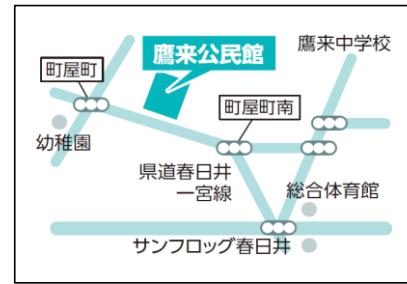 鷹来中学校
鷹来公民館
町屋町
町屋町南
幼稚園
県道春日井
一宮線
総合体育館
サンフロッグ春日井